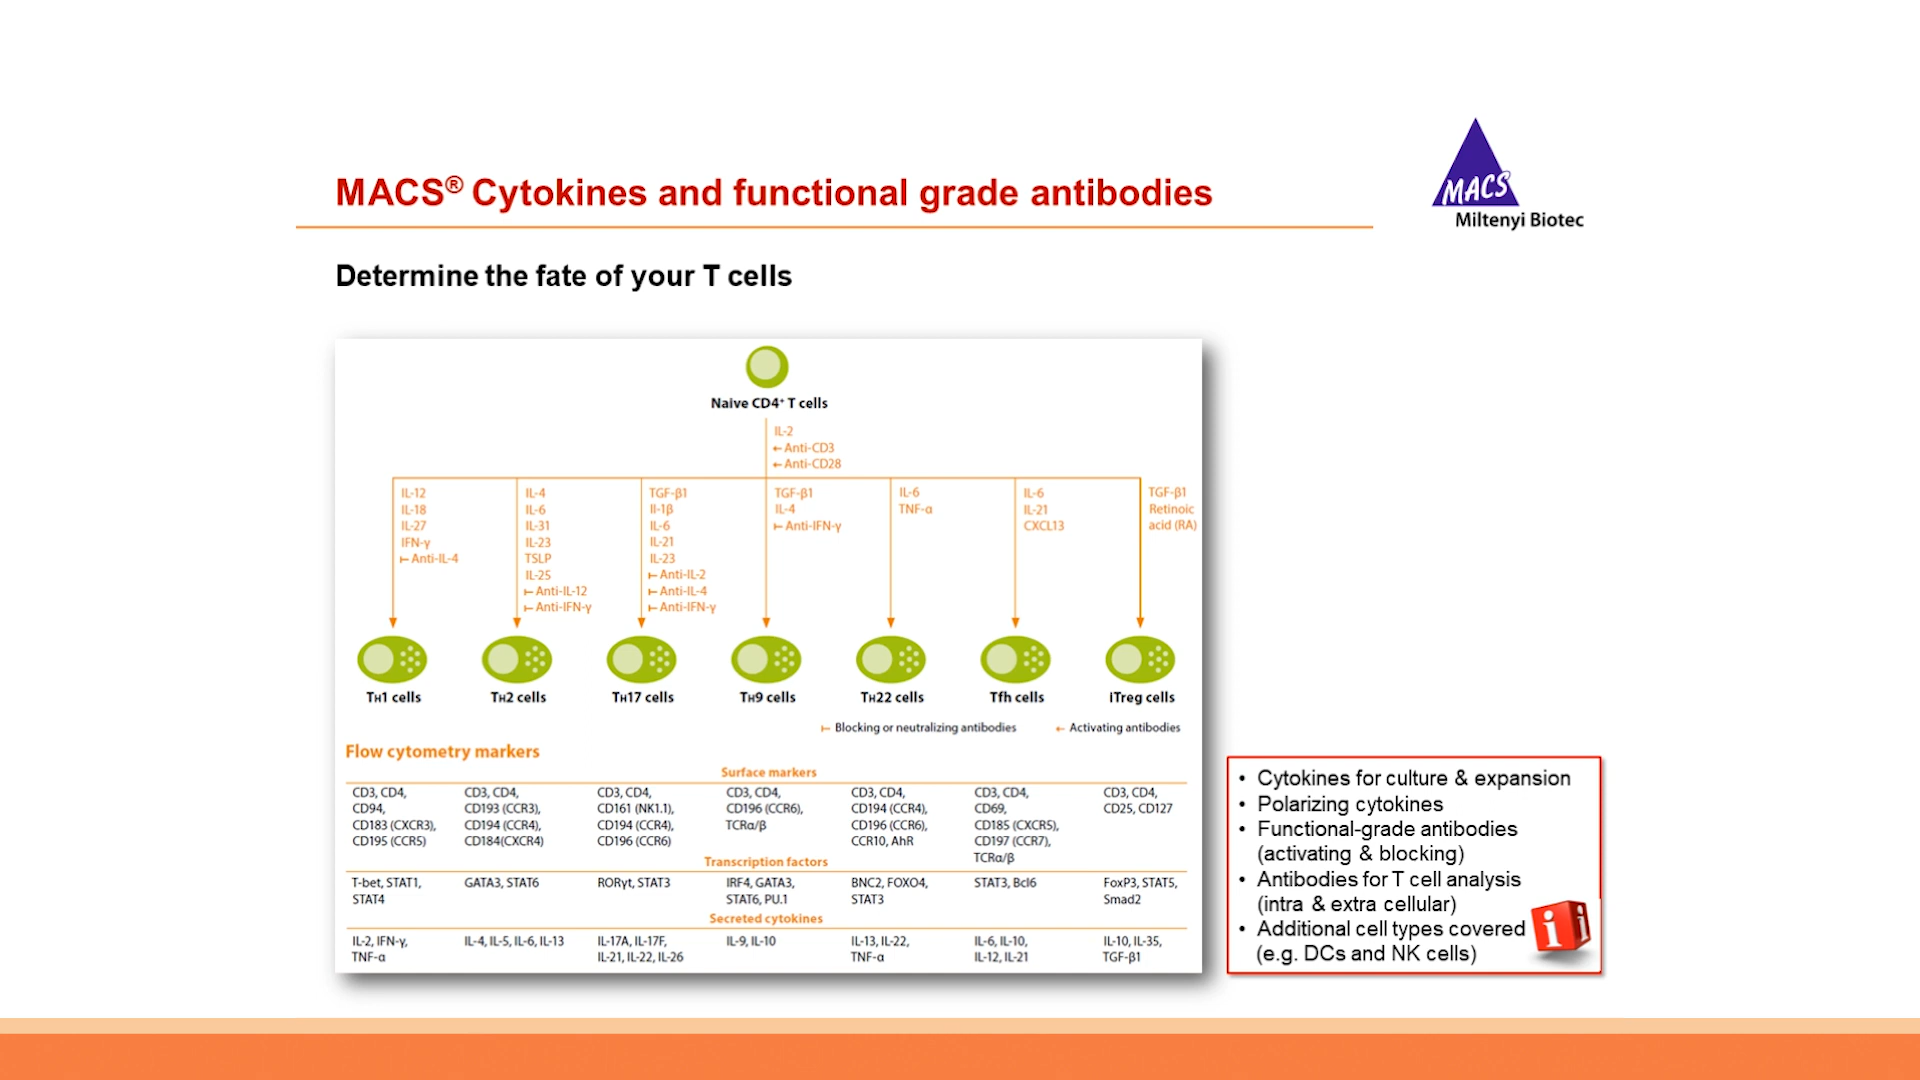 MACS® Cytokines and functional grade antibodies
MACS
Miltenyi Biotec
Determine the fate of your T cells
Naive CD4+ T cells
IL-2
Anti-CD3
Anti-CD28
IL-12
IL-18
IL-27
IFN-γ
Anti-IL-4
IL-4
IL-6
IL-31
IL-23
TSLP
IL-25
Anti-IL-12
Anti-IFN-γ
TGF-β1
Il-1β
IL-6
IL-21
IL-23
Anti-IL-2
Anti-IL-4
Anti-IFN-γ
TGF-β1
IL-4
Anti-IFN-γ
IL-6
TNF-α
IL-6
IL-21
CXCL13
TGF-β1
Retinoic
acid (RA)
TH1 cells
TH2 cells
TH17 cells
TH9 cells
TH22 cells
Tfh cells
iTreg cells
Blocking or neutralizing antibodies
Activating antibodies
Flow cytometry markers
Surface markers
CD3, CD4,
CD94,
CD183 (CXCR3),
CD195 (CCR5)
CD3, CD4,
CD193 (CCR3),
CD194 (CCR4),
CD184(CXCR4)
CD3, CD4,
CD161 (NK1.1),
CD194 (CCR4),
CD196 (CCR6)
CD3, CD4,
CD196 (CCR6),
TCRα/β
CD3, CD4,
CD194 (CCR4),
CD196 (CCR6),
CCR10, AhR
CD3, CD4,
CD69,
CD185 (CXCR5),
CD197 (CCR7),
TCRα/β
CD3, CD4,
CD25, CD127
Transcription factors
T-bet, STAT1,
STAT4
GATA3, STAT6
RORγt, STAT3
IRF4, GATA3,
STAT6, PU.1
BNC2, FOXO4,
STAT3
STAT3, Bcl6
FoxP3, STAT5,
Smad2
Secreted cytokines
IL-2, IFN-γ,
TNF-α
IL-4, IL-5, IL-6, IL-13
IL-17A, IL-17F,
IL-21, IL-22, IL-26
IL-9, IL-10
IL-13, IL-22,
TNF-α
IL-6, IL-10,
IL-12, IL-21
IL-10, IL-35,
TGF-β1
• Cytokines for culture & expansion
• Polarizing cytokines
• Functional-grade antibodies
(activating & blocking)
• Antibodies for T cell analysis
(intra & extra cellular)
• Additional cell types covered
(e.g. DCs and NK cells)